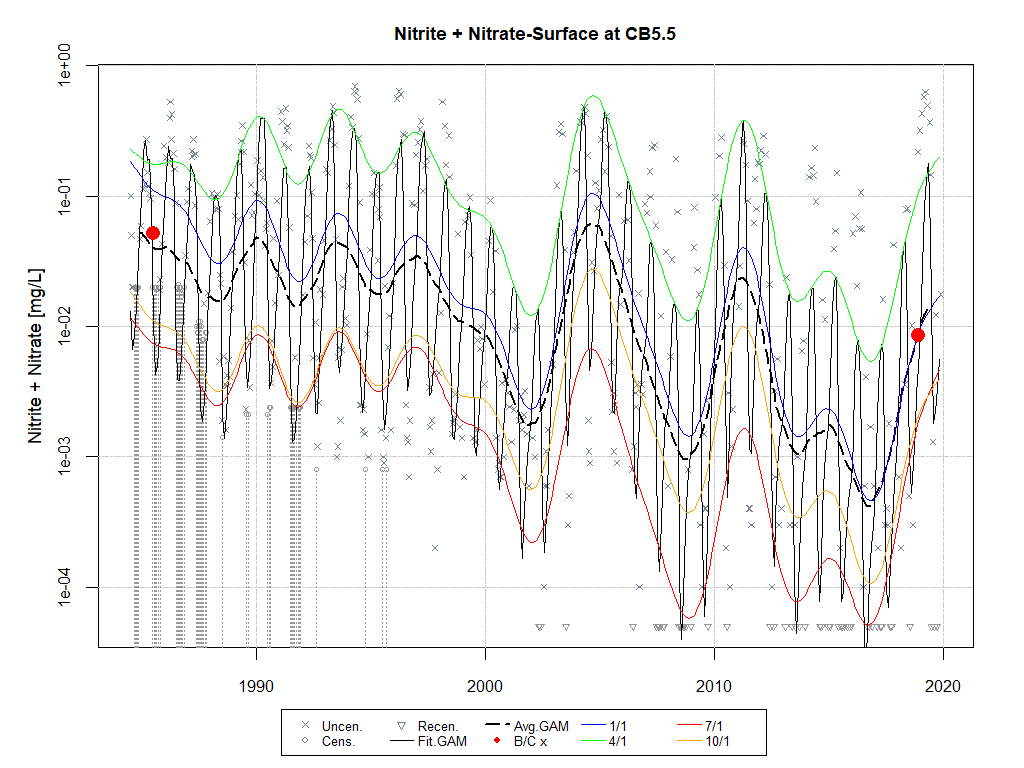 Nitrite + Nitrate-Surface at CB5.5
Nitrite + Nitrate [mg/L]
1e+00
1e-01
1e-02
1e-03
1e-04
1990 2000 2010 2020
Uncen. Recen. Avg.GAM 1/1 7/1
Cens. Fit.GAM B/C x 4/1 10/1